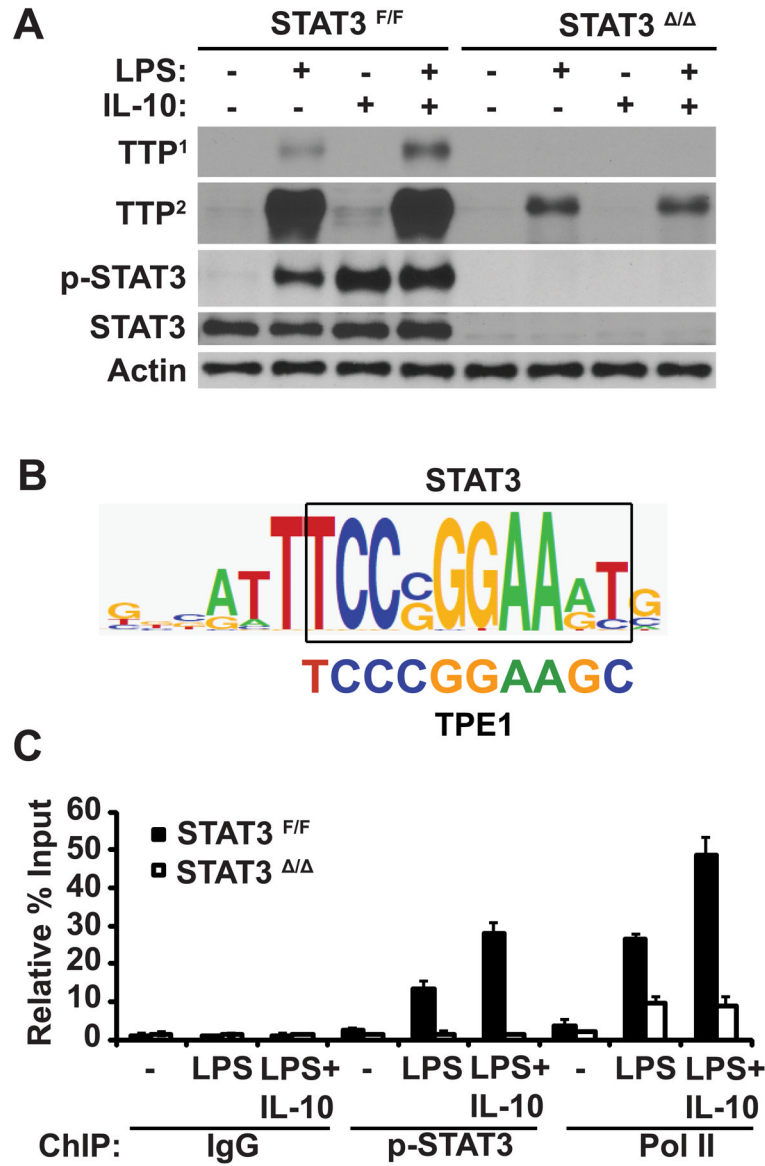 A
STAT3 F/F STAT3 Δ/Δ
LPS: - + - + - + - +
IL-10: - - + + - - + +
TTP1
TTP2
p-STAT3
STAT3
Actin
B
STAT3
TCCCGGAAGC
TPE1
C
Relative % Input
60
50
40
30
20
10
0
STAT3 F/F
STAT3 Δ/Δ
- LPS LPS+ IL-10 - LPS LPS+ IL-10 - LPS LPS+ IL-10
ChIP: IgG p-STAT3 Pol II